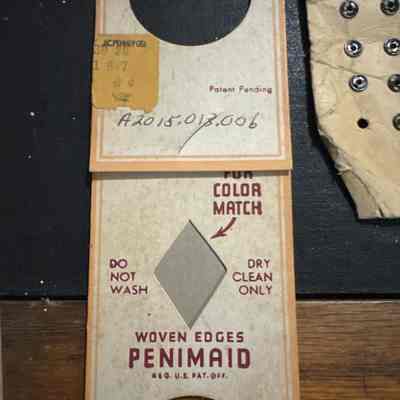 Patent Pending
A2015.013.006
FOR
COLOR
MATCH
DO
NOT
WASH
DRY
CLEAN
ONLY
WOVEN EDGES
PENIMAID
REG. U.S. PAT. OFF.